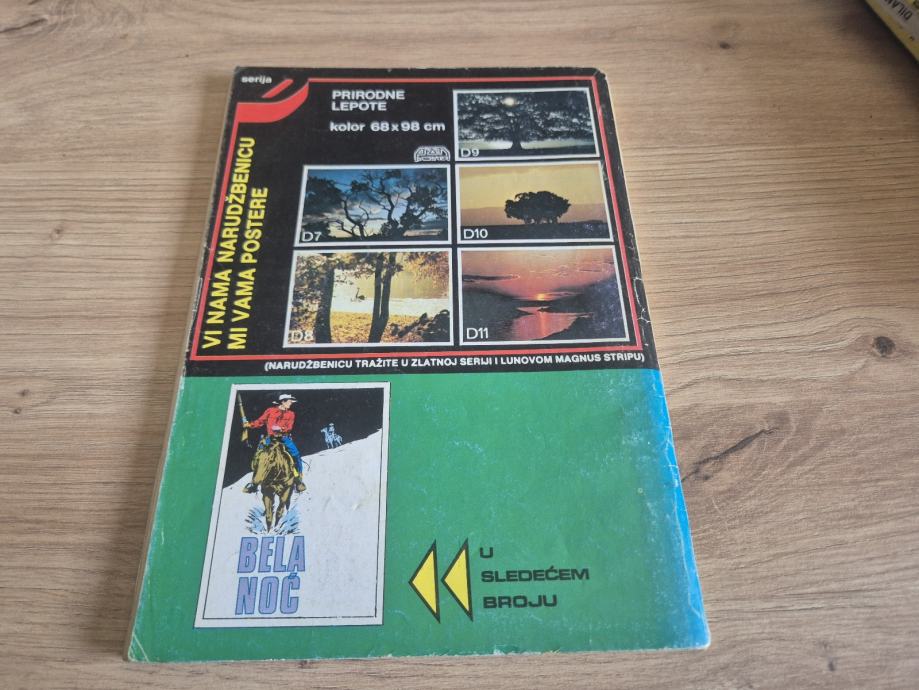 serija
PRIRODNE
LEPOTE
kolor 68 x 98 cm
VI NAMA NARUDŽBENICU
MI VAMA POSTERE
D9
D7
D10
D8
D11
(NARUDŽBENICU TRAŽITE U ZLATNOJ SERIJI I LUNOVOM MAGNUS STRIPU)
BELA
NOĆ
U
SLEDEĆEM
BROJU